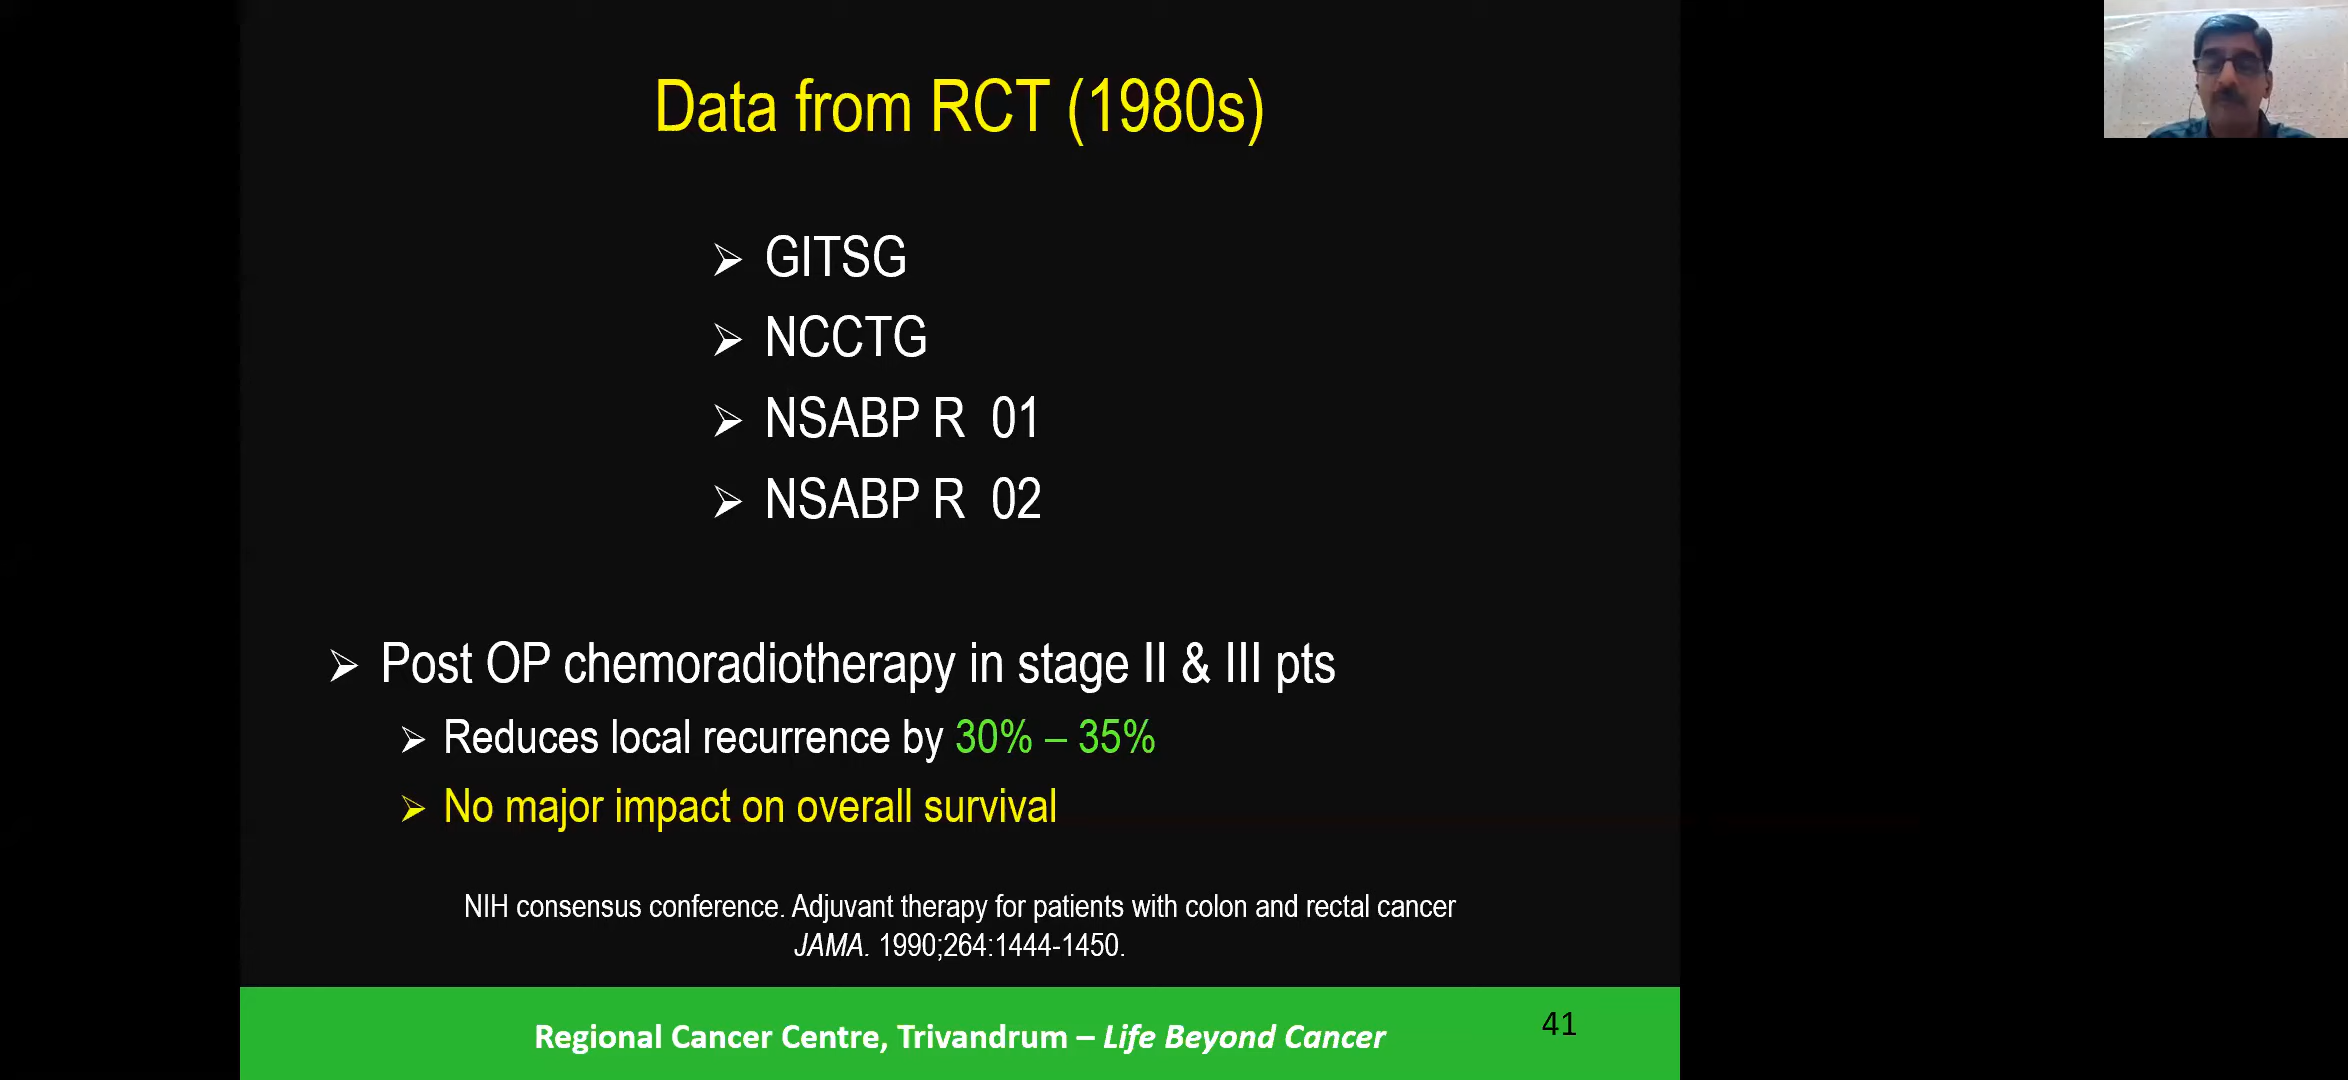 Data from RCT (1980s)
➢ GITSG
➢ NCCTG
➢ NSABP R 01
➢ NSABP R 02
➢ Post OP chemoradiotherapy in stage II & III pts
➢ Reduces local recurrence by 30% – 35%
➢ No major impact on overall survival
NIH consensus conference. Adjuvant therapy for patients with colon and rectal cancer
JAMA. 1990;264:1444-1450.
Regional Cancer Centre, Trivandrum – Life Beyond Cancer
41